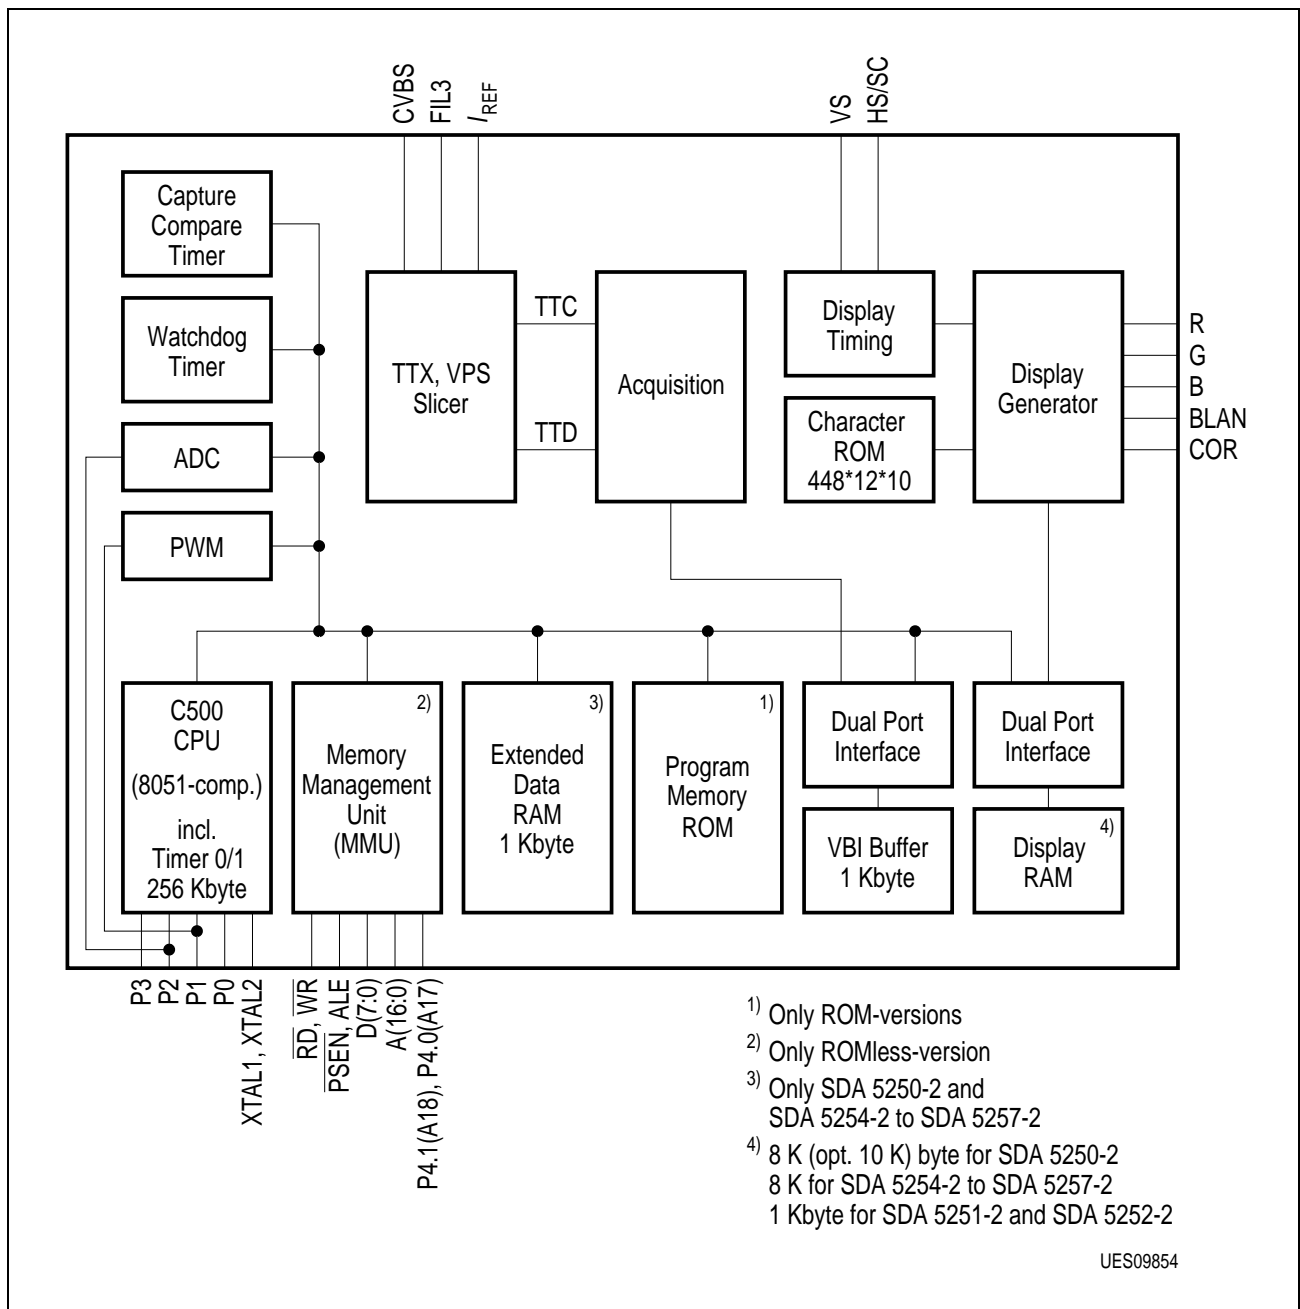 CVBS
FIL3
I REF
VS
HS/SC
Capture
Compare
Timer
Watchdog
Timer
ADC
PWM
TTX, VPS
Slicer
TTC
TTD
Acquisition
Display
Timing
Character
ROM
448*12*10
Display
Generator
R
G
B
BLAN
COR
C500
CPU
(8051-comp.)
incl.
Timer 0/1
256 Kbyte
2)
Memory
Management
Unit
(MMU)
3)
Extended
Data
RAM
1 Kbyte
1)
Program
Memory
ROM
Dual Port
Interface
VBI Buffer
1 Kbyte
Dual Port
Interface
4)
Display
RAM
P3
P2
P1
P0
XTAL1, XTAL2
RD, WR
PSEN, ALE
D(7:0)
A(16:0)
P4.1(A18), P4.0(A17)
1) Only ROM-versions
2) Only ROMless-version
3) Only SDA 5250-2 and
SDA 5254-2 to SDA 5257-2
4) 8 K (opt. 10 K) byte for SDA 5250-2
8 K for SDA 5254-2 to SDA 5257-2
1 Kbyte for SDA 5251-2 and SDA 5252-2
UES09854